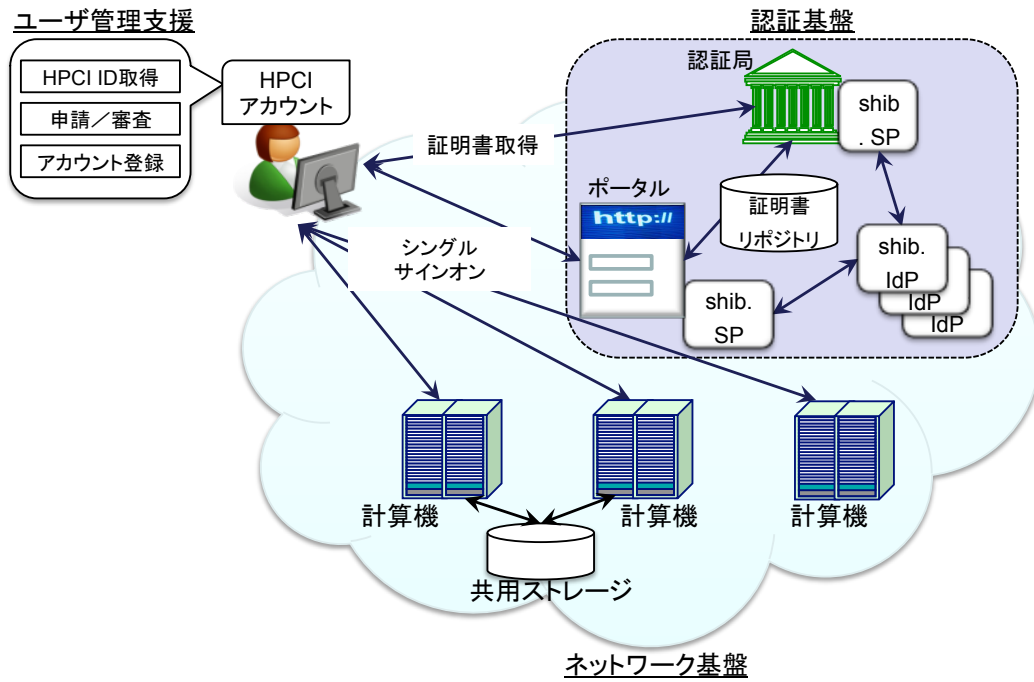 ユーザ管理支援
HPCI ID取得
申請／審査
アカウント登録
HPCI
アカウント
認証基盤
認証局
shib
. SP
証明書取得
ポータル
http://
証明書
リポジトリ
シングル
サインオン
shib.
IdP
IdP
IdP
shib.
SP
計算機
計算機
計算機
共用ストレージ
ネットワーク基盤